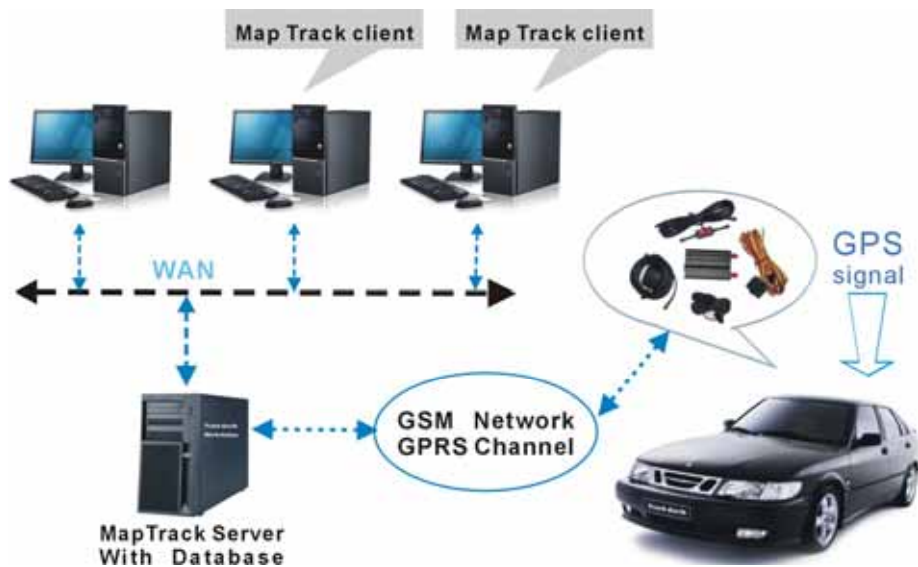 Map Track client
Map Track client
WAN
GPS
signal
GSM Network
GPRS Channel
MapTrack Server
With Database